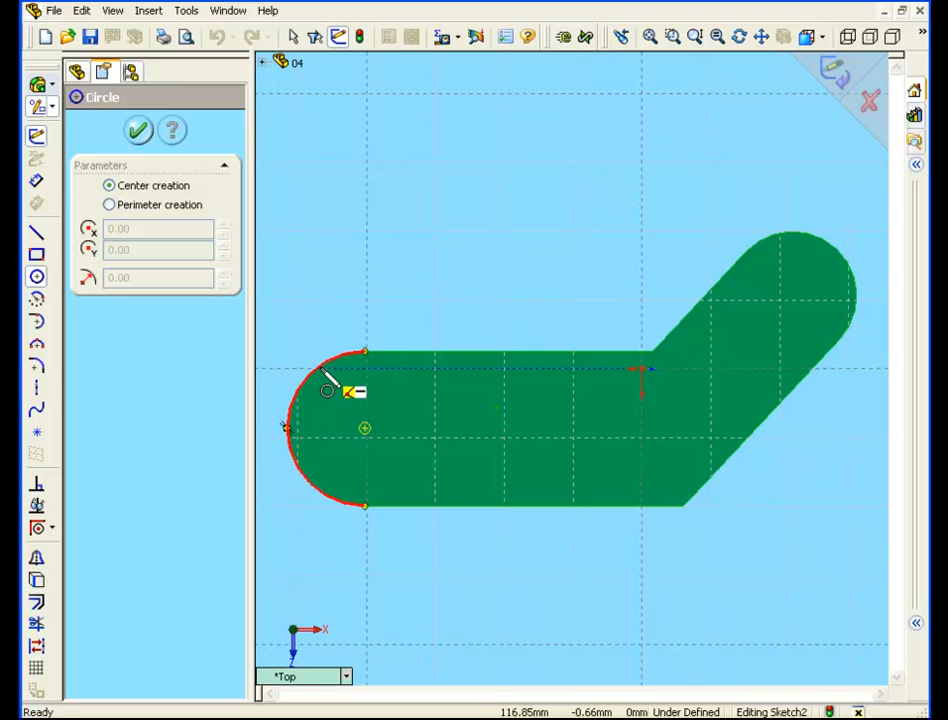 File Edit View Insert Tools Window Help
04
Circle
Parameters
Center creation
Perimeter creation
0.00
0.00
0.00
X
*Top
Ready 116.85mm -0.66mm 0mm Under Defined Editing Sketch2